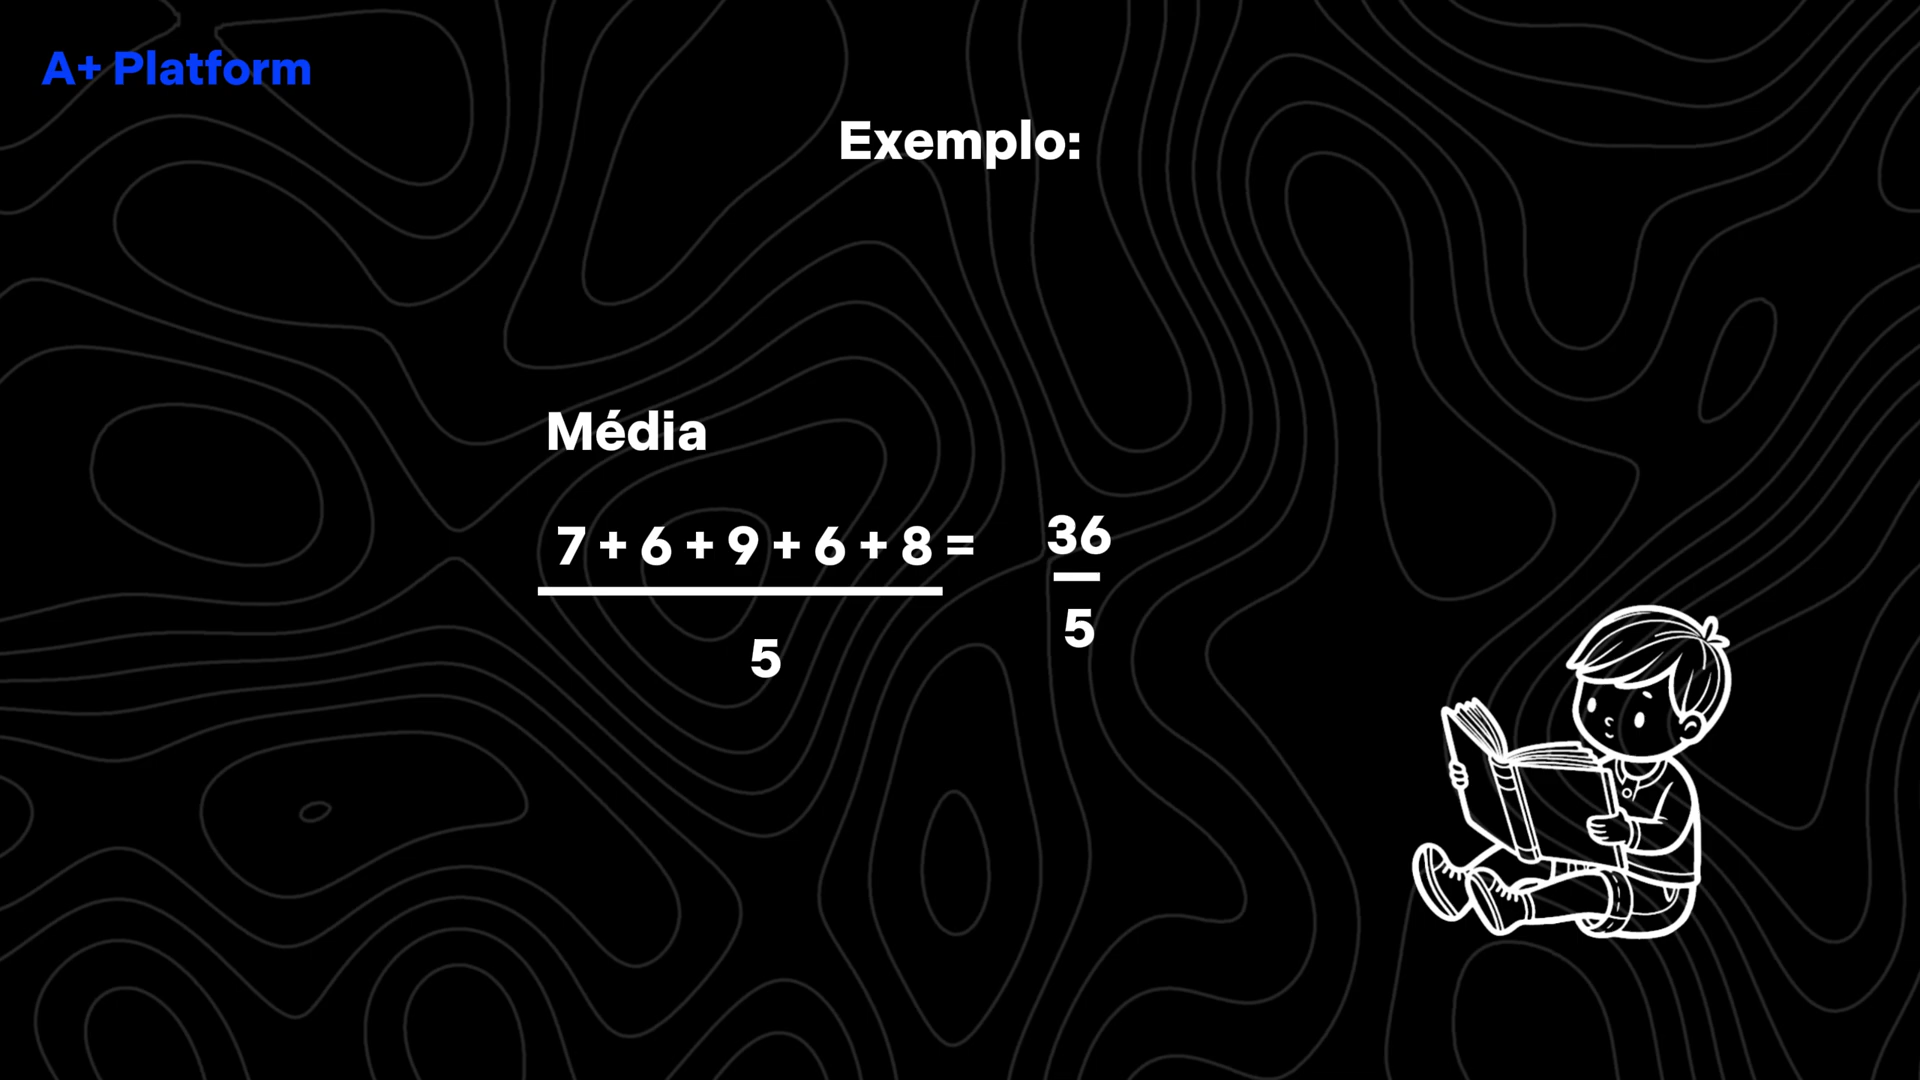 A+ Platform
Exemplo:
Média
7 + 6 + 9 + 6 + 8 =
5
36
5